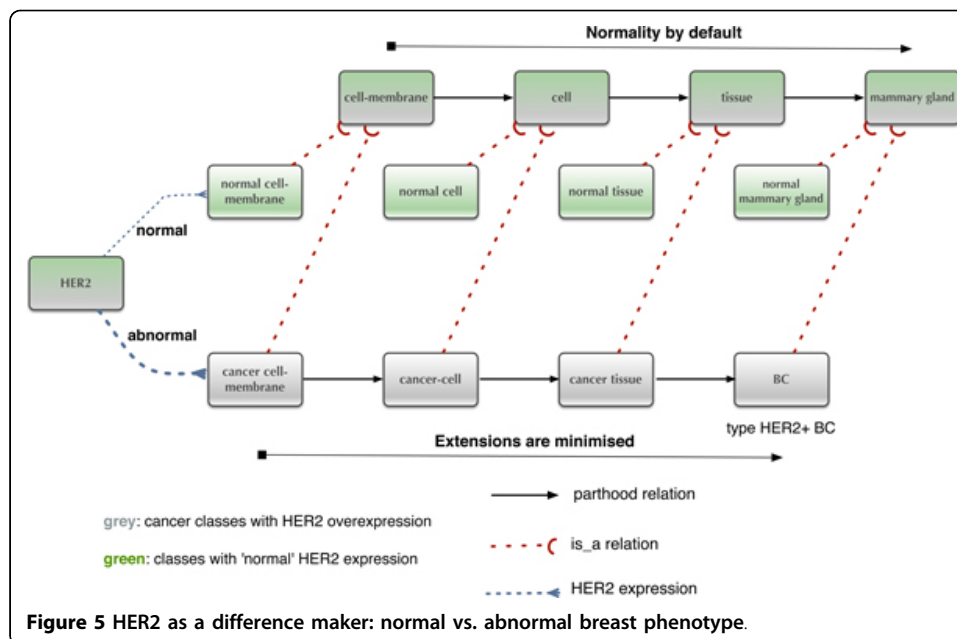 Normality by default
cell-membrane
cell
tissue
mammary gland
normal cell-
membrane
normal cell
normal tissue
normal
mammary gland
normal
HER2
abnormal
cancer cell-
membrane
cancer-cell
cancer tissue
BC
type HER2+ BC
Extensions are minimised
parthood relation
grey: cancer classes with HER2 overexpression
is_a relation
green: classes with 'normal' HER2 expression
HER2 expression
Figure 5 HER2 as a difference maker: normal vs. abnormal breast phenotype.